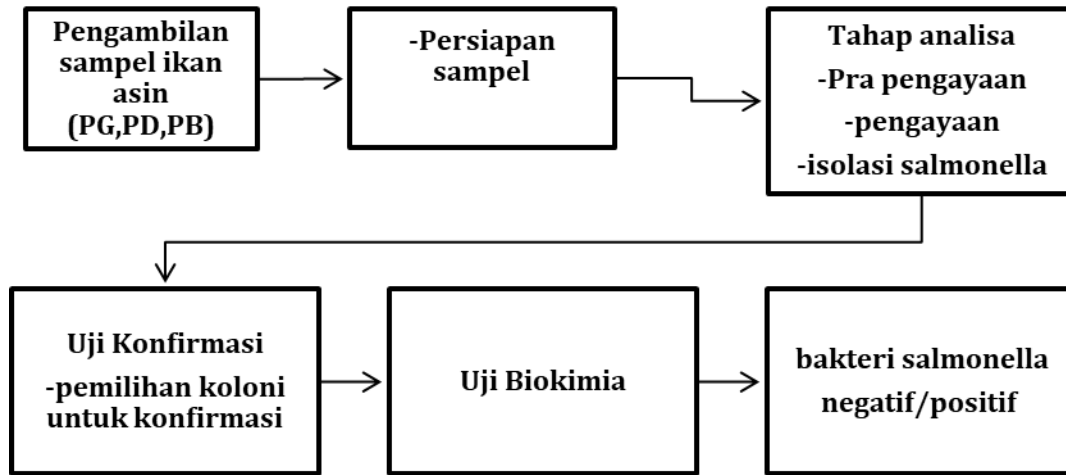 Pengambilan
sampel ikan
asin
(PG,PD,PB)
-Persiapan
sampel
Tahap analisa
-Pra pengayaan
-pengayaan
-isolasi salmonella
Uji Konfirmasi
-pemilihan koloni
untuk konfirmasi
Uji Biokimia
bakteri salmonella
negatif/positif